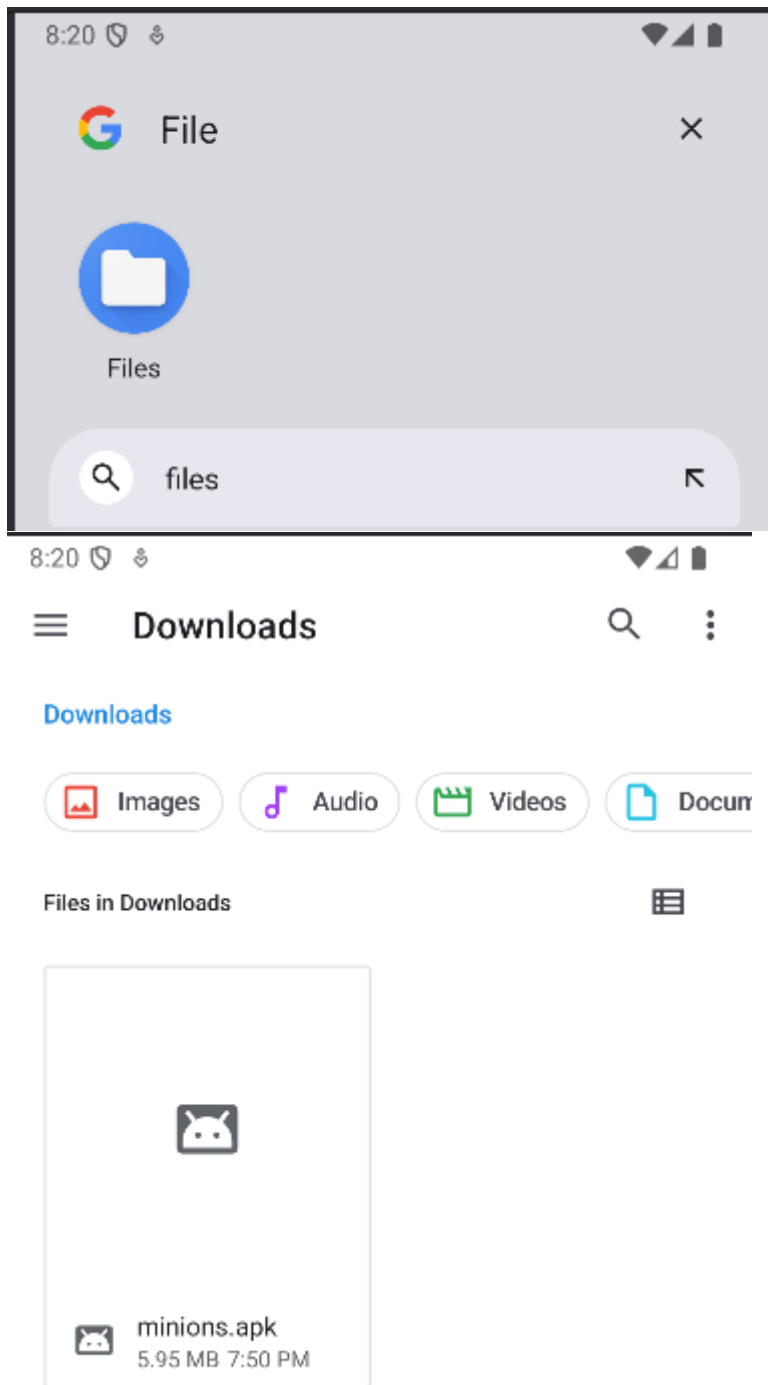 8:20
File
Files
files
8:20
Downloads
Downloads
Images Audio Videos Docum
Files in Downloads
minions.apk
5.95 MB 7:50 PM